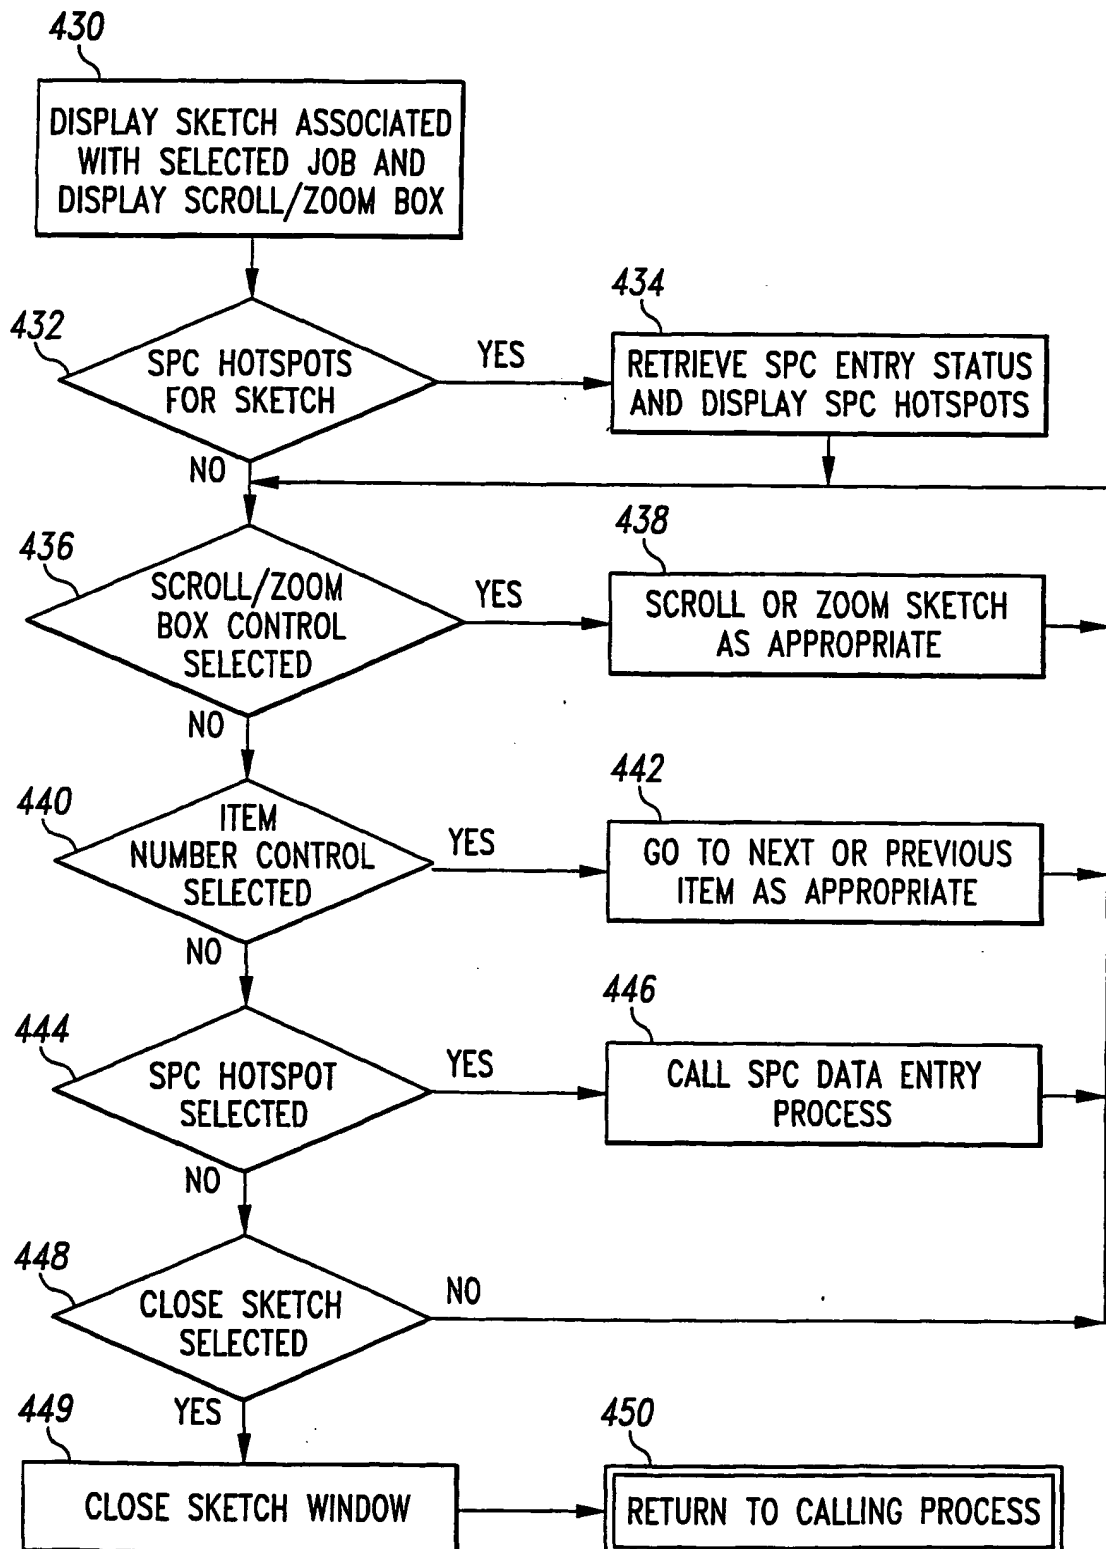 430
DISPLAY SKETCH ASSOCIATED
WITH SELECTED JOB AND
DISPLAY SCROLL/ZOOM BOX
432
SPC HOTSPOTS
FOR SKETCH
YES
434
RETRIEVE SPC ENTRY STATUS
AND DISPLAY SPC HOTSPOTS
NO
436
SCROLL/ZOOM
BOX CONTROL
SELECTED
YES
438
SCROLL OR ZOOM SKETCH
AS APPROPRIATE
NO
440
ITEM
NUMBER CONTROL
SELECTED
YES
442
GO TO NEXT OR PREVIOUS
ITEM AS APPROPRIATE
NO
444
SPC HOTSPOT
SELECTED
YES
446
CALL SPC DATA ENTRY
PROCESS
NO
448
CLOSE SKETCH
SELECTED
NO
YES
449
CLOSE SKETCH WINDOW
450
RETURN TO CALLING PROCESS